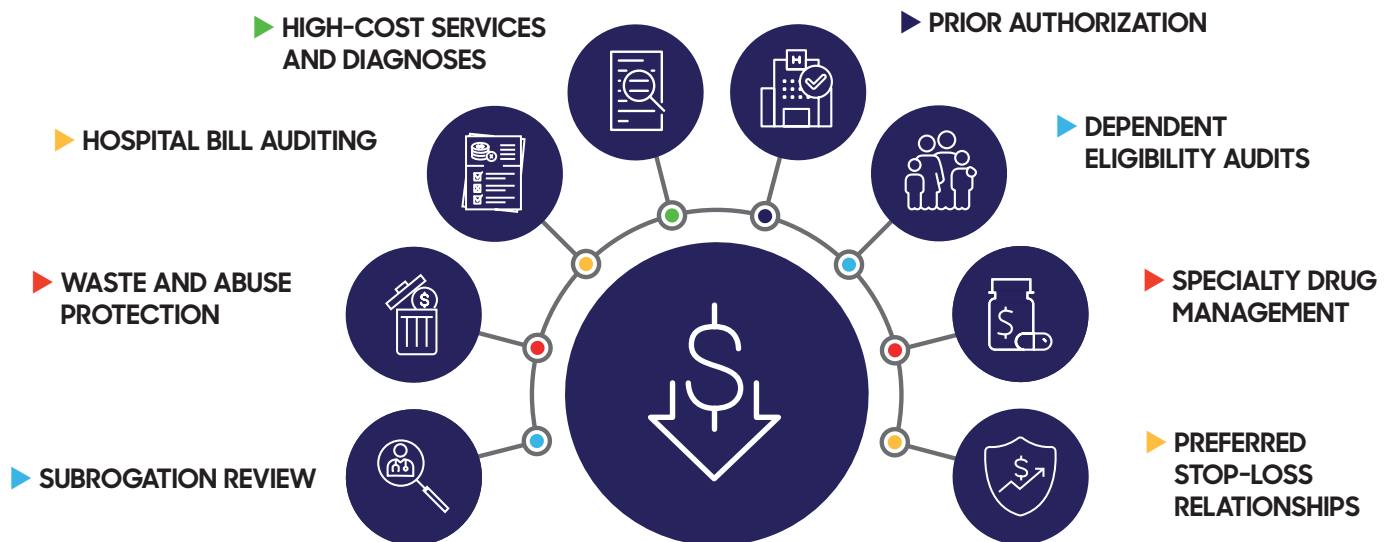 HIGH-COST SERVICES
AND DIAGNOSES
PRIOR AUTHORIZATION
HOSPITAL BILL AUDITING
DEPENDENT
ELIGIBILITY AUDITS
WASTE AND ABUSE
PROTECTION
SPECIALTY DRUG
MANAGEMENT
SUBROGATION REVIEW
PREFERRED
STOP-LOSS
RELATIONSHIPS